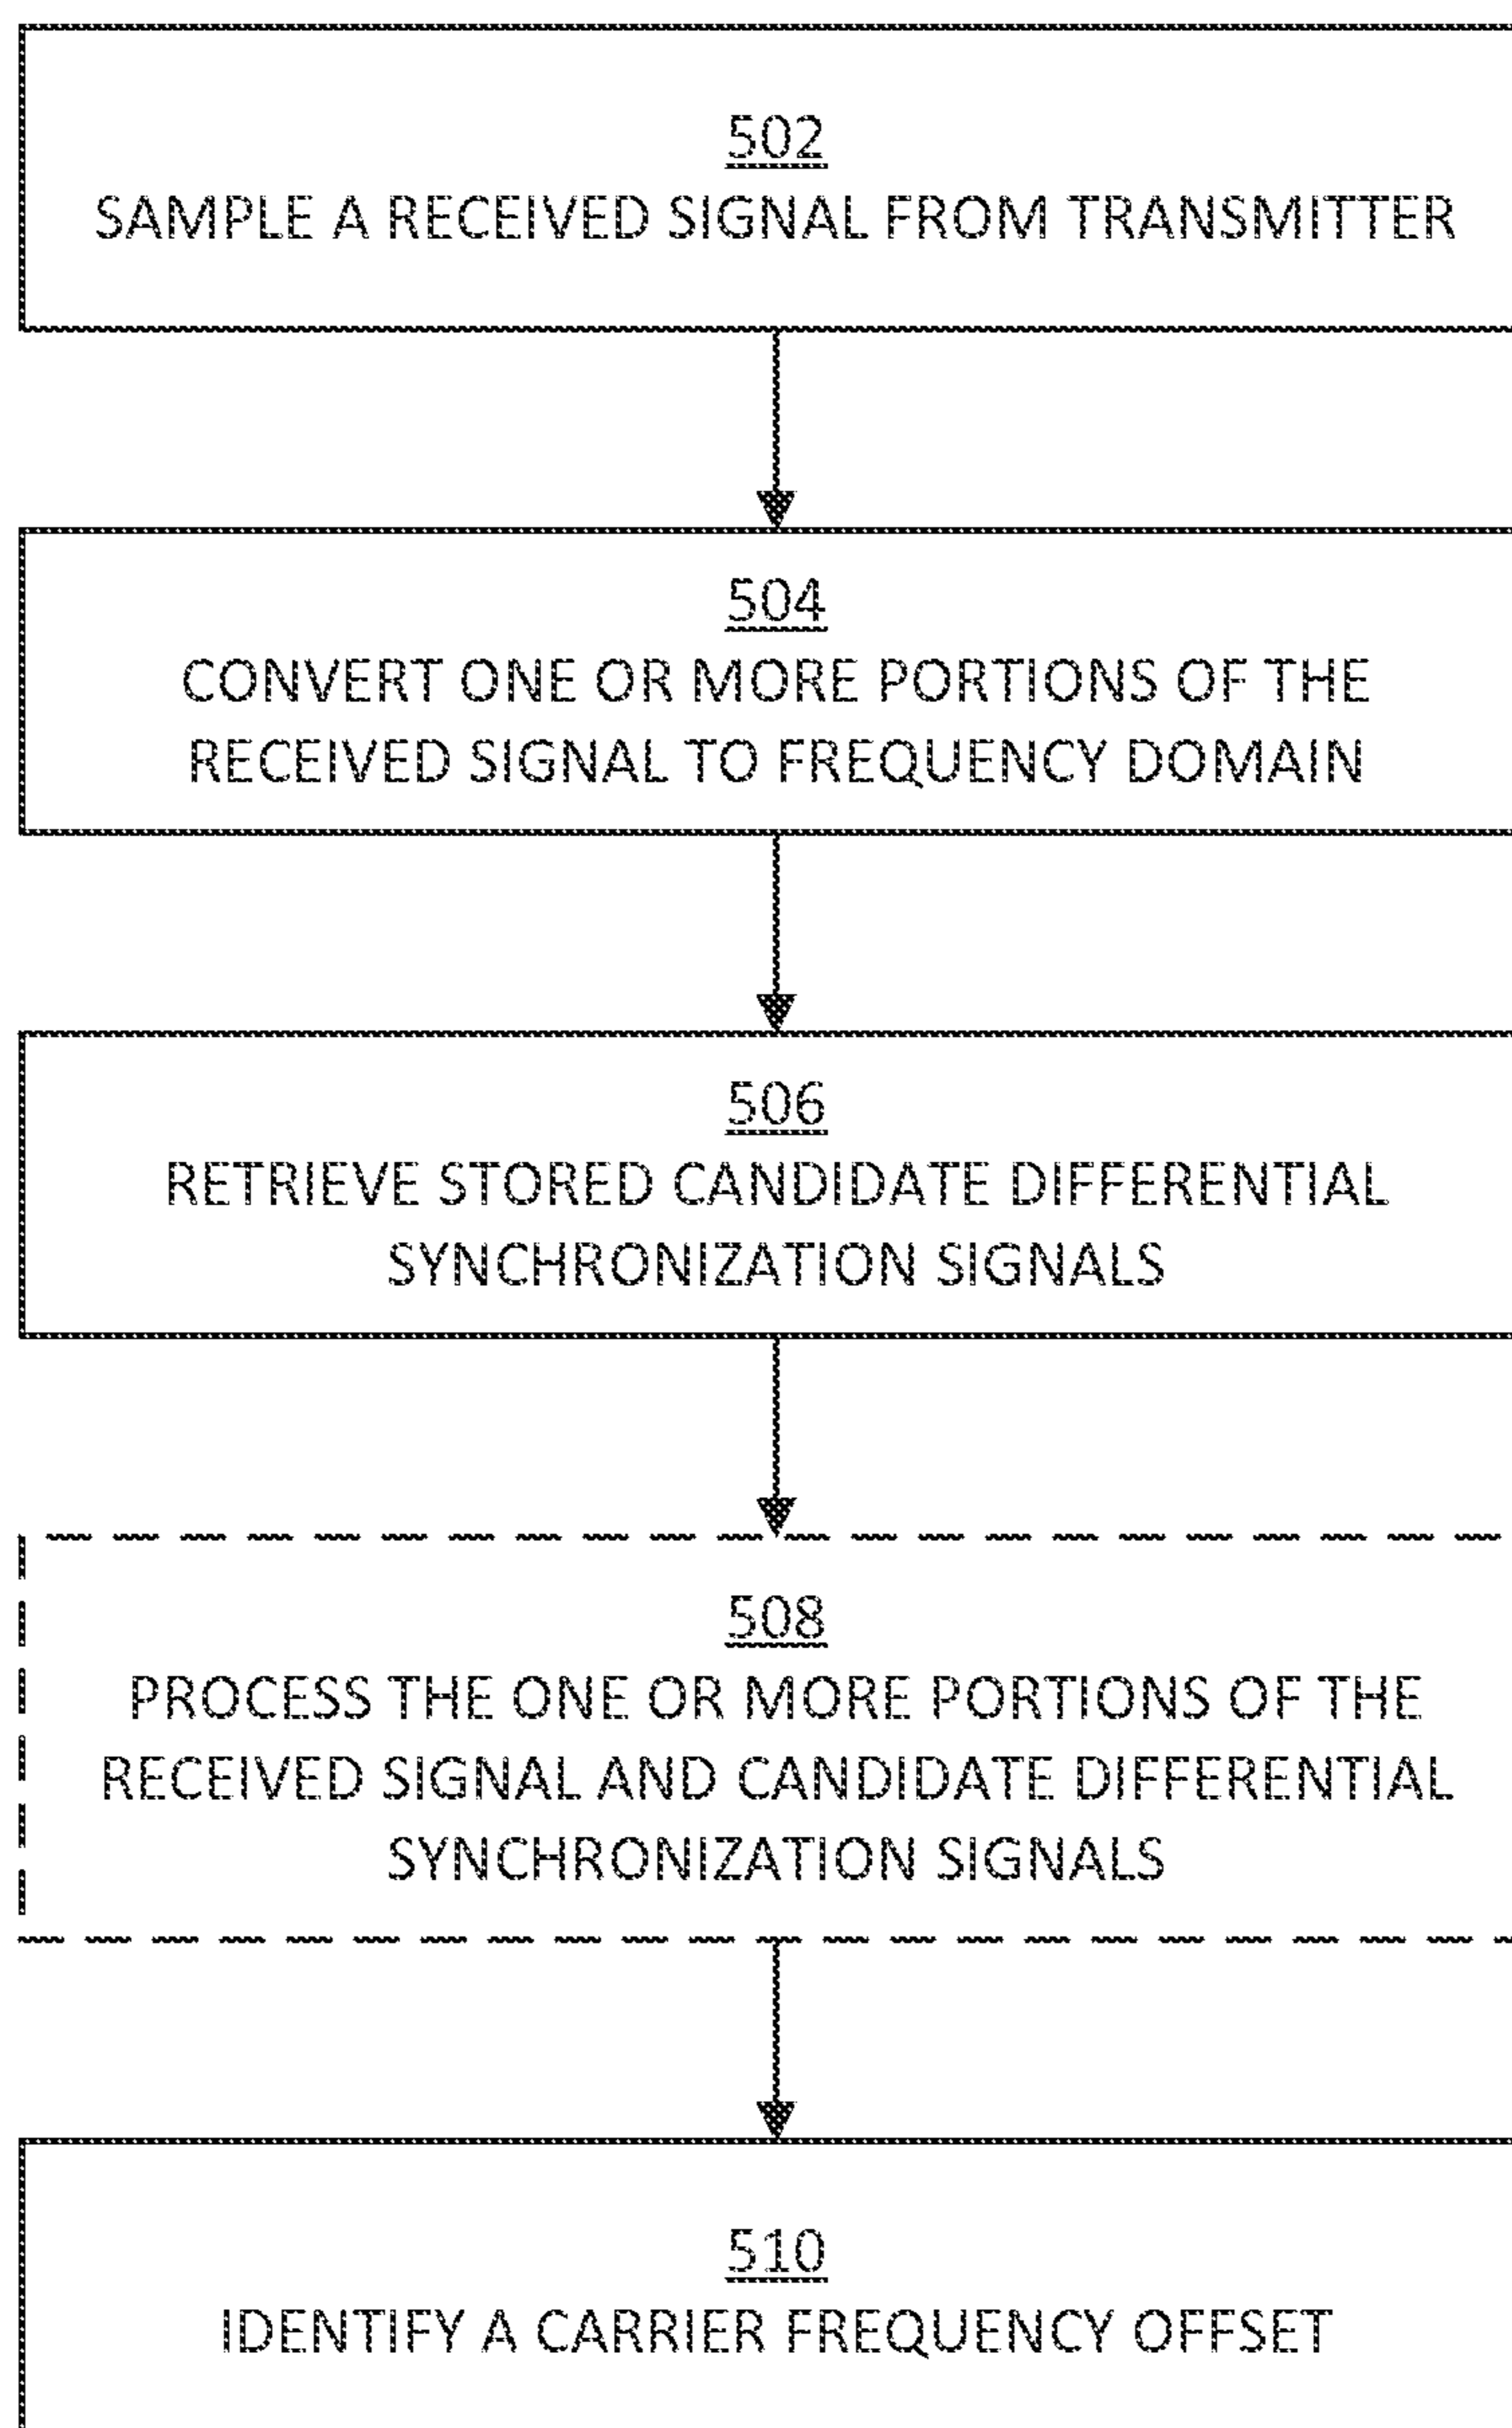 502
SAMPLE A RECEIVED SIGNAL FROM TRANSMITTER
504
CONVERT ONE OR MORE PORTIONS OF THE
RECEIVED SIGNAL TO FREQUENCY DOMAIN
506
RETRIEVE STORED CANDIDATE DIFFERENTIAL
SYNCHRONIZATION SIGNALS
508
PROCESS THE ONE OR MORE PORTIONS OF THE
RECEIVED SIGNAL AND CANDIDATE DIFFERENTIAL
SYNCHRONIZATION SIGNALS
510
IDENTIFY A CARRIER FREQUENCY OFFSET